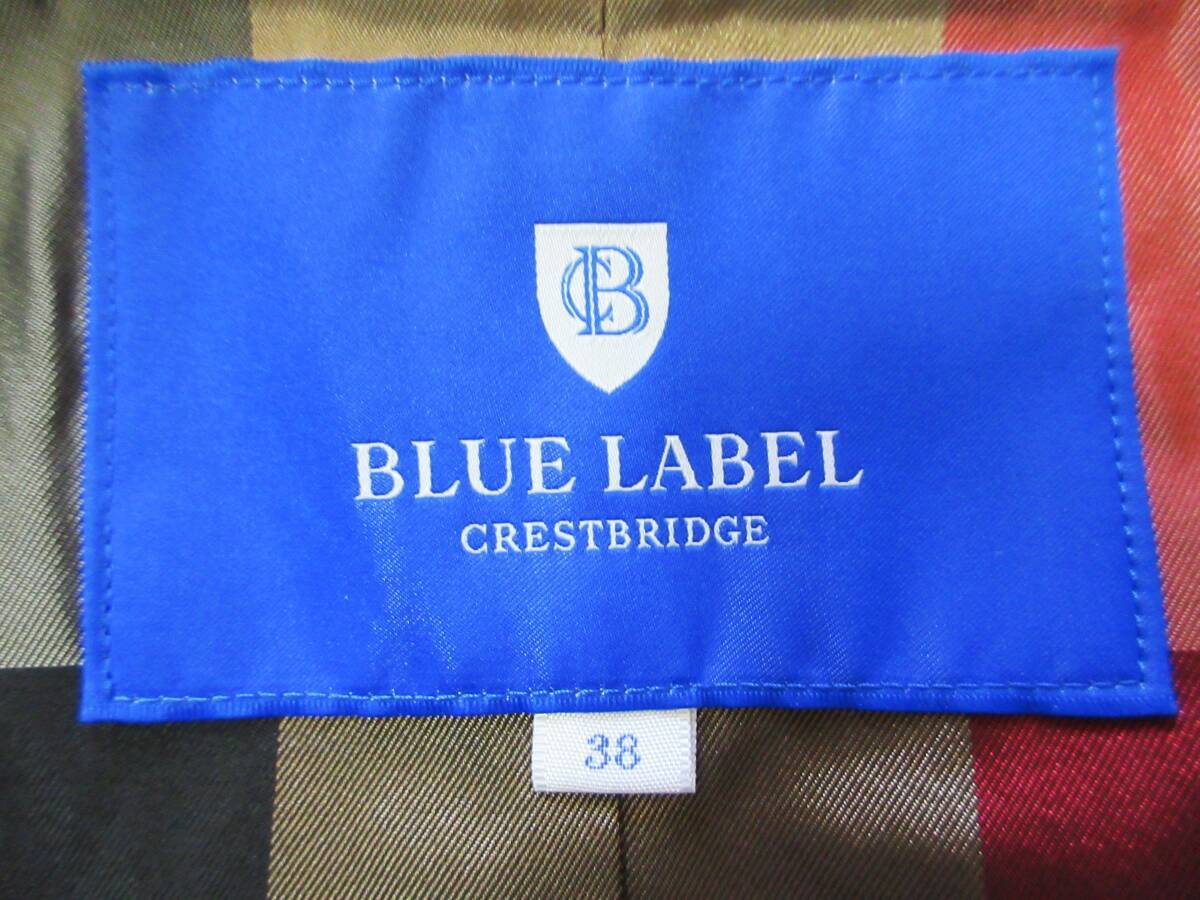 CB
BLUE LABEL
CRESTBRIDGE
38